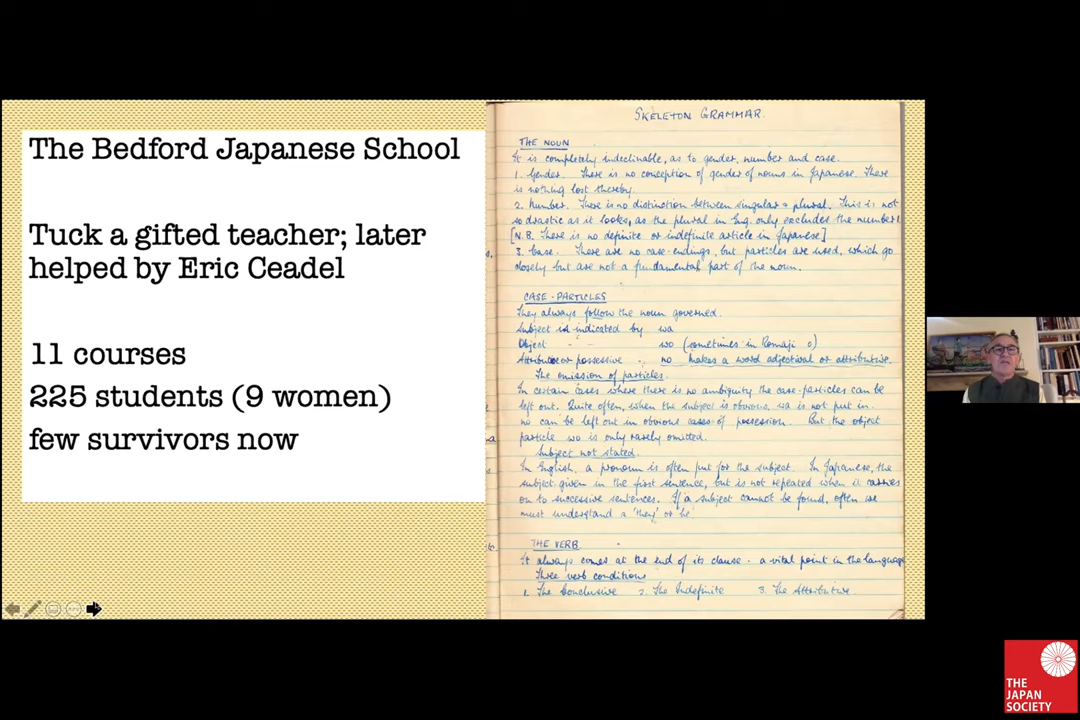 The Bedford Japanese School
Tuck a gifted teacher; later
helped by Eric Ceadel
11 courses
225 students (9 women)
few survivors now
SKELETON GRAMMAR.
THE NOUN
It is completely indeclinable, as to gender, number and case.
1. Gender. There is no conception of gender of nouns in Japanese. There
is nothing lost thereby.
2. Number. There is no distinction between singular & plural. This is not
so drastic as it looks, as the plural in Eng. only excludes the number 1
[N.B. There is no definite or indefinite article in Japanese]
3. Case. There are no case-endings, but particles are used, which go
closely but are not a fundamental part of the noun.
CASE-PARTICLES
They always follow the noun governed.
Subject is indicated by wa
Object " " wo (sometimes in Romaji o)
Attributive or possessive " no makes a word adjectival or attributive.
The omission of particles.
In certain cases where there is no ambiguity the case-particles can be
left out. Quite often, when the subject is obvious, wa is not put in.
no can be left out in obvious cases of possession. But the object
particle wo is only rarely omitted.
Subject not stated.
In English, a pronoun is often put for the subject. In Japanese, the
subject given in the first sentence, but is not repeated when it carries
on to successive sentences. If a subject cannot be found, often we
must understand a 'they' or 'he'
THE VERB
It always comes at the end of its clause - a vital point in the language
Three verb conditions
1. The Conclusive 2. The Indefinite 3. The Attributive.
THE
JAPAN
SOCIETY